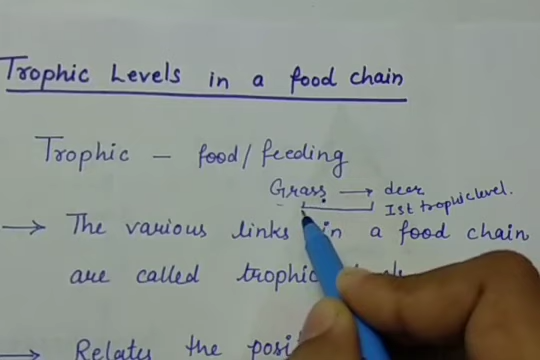 Trophic Levels in a food chain
Trophic – food/feeding
Grass → deer
Ist trophic level.
→ The various links in a food chain
are called trophic
→ Relates the